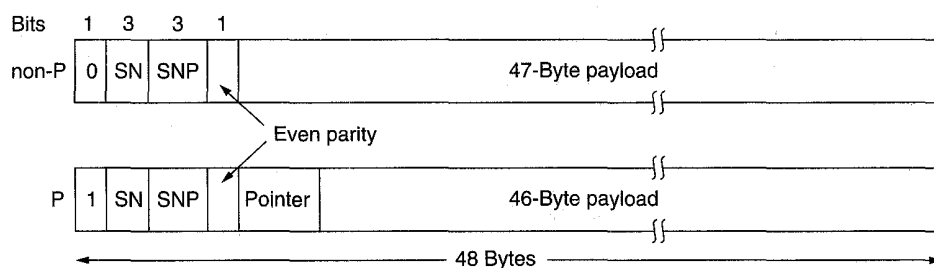 Bits 1 3 3 1
non-P 0 SN SNP 47-Byte payload
Even parity
P 1 SN SNP Pointer 46-Byte payload
48 Bytes